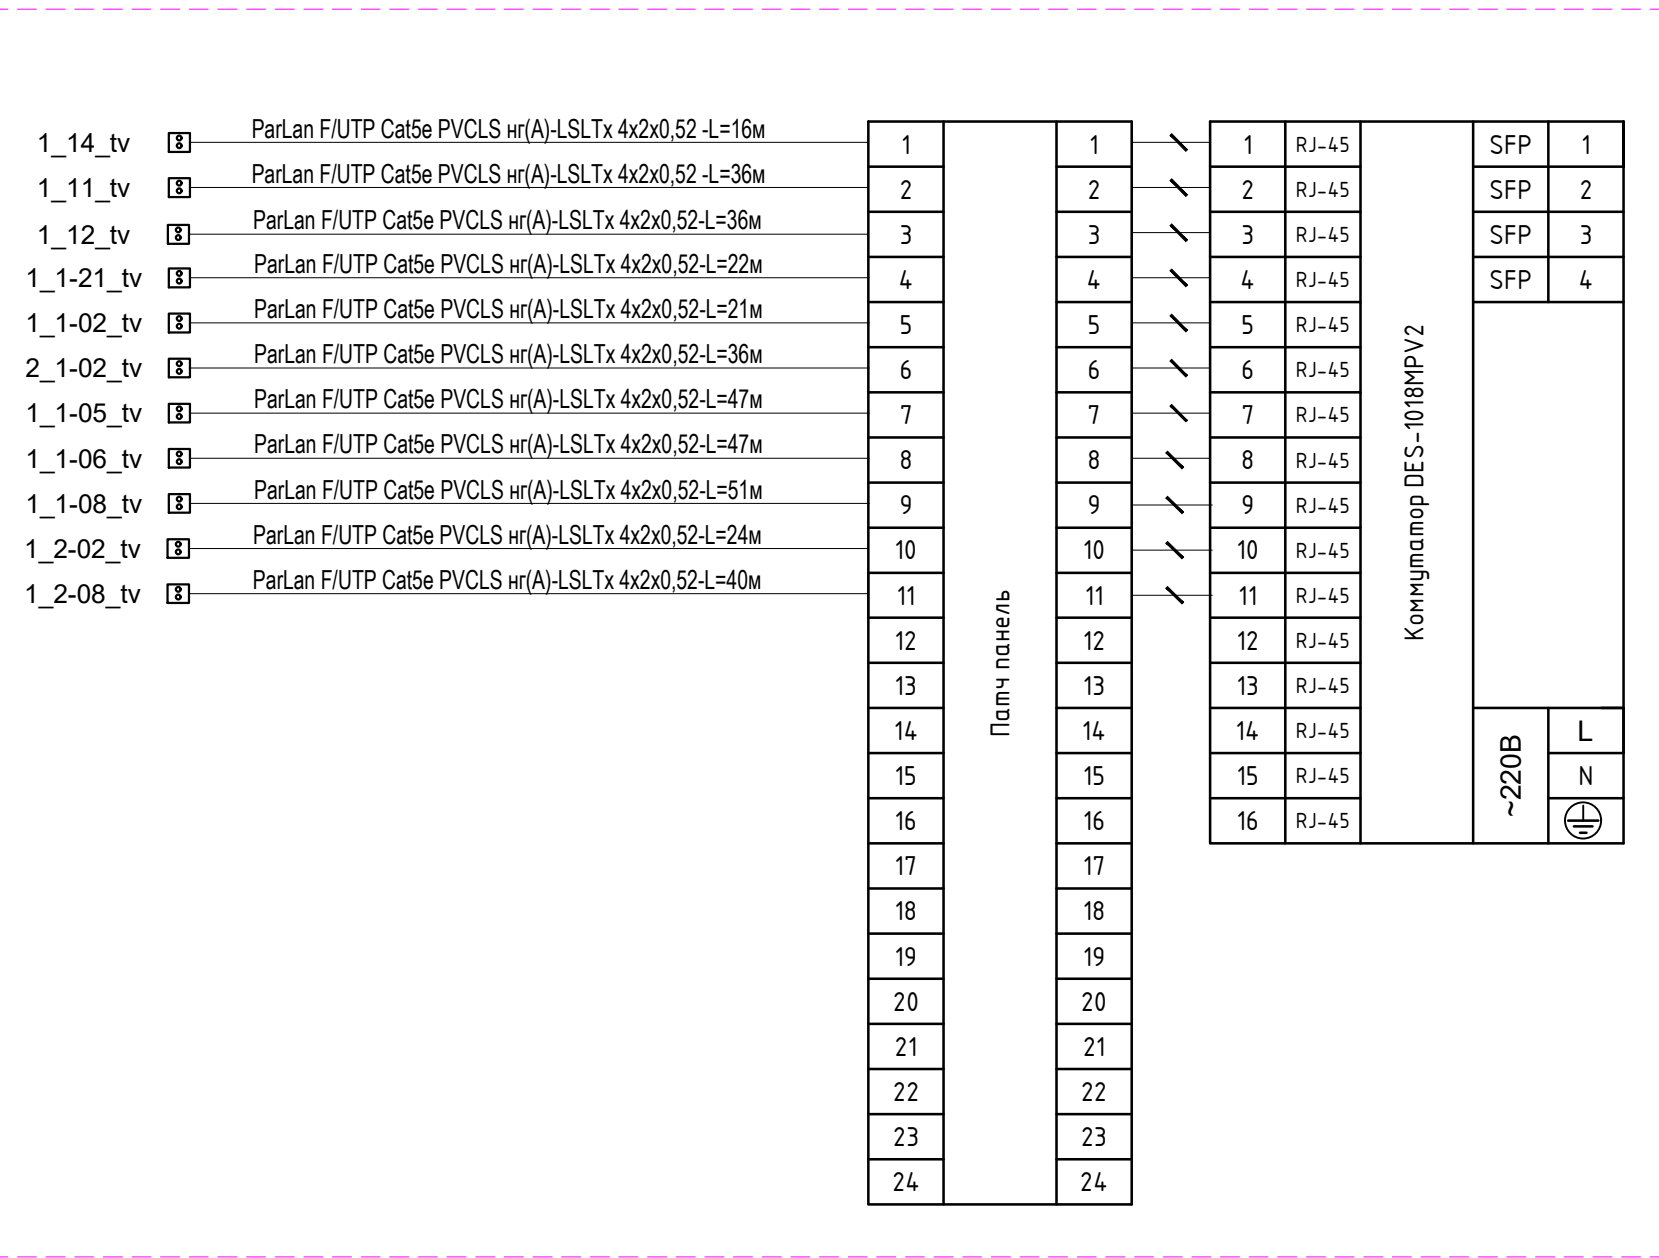 1_14_tv ParLan F/UTP Cat5e PVCLS нг(А)-LSLTx 4x2x0,52 -L=16м 1 1 1 RJ-45 SFP 1
1_11_tv ParLan F/UTP Cat5e PVCLS нг(А)-LSLTx 4x2x0,52 -L=36м 2 2 2 RJ-45 SFP 2
1_12_tv ParLan F/UTP Cat5e PVCLS нг(А)-LSLTx 4x2x0,52-L=36м 3 3 3 RJ-45 SFP 3
1_1-21_tv ParLan F/UTP Cat5e PVCLS нг(А)-LSLTx 4x2x0,52-L=22м 4 4 4 RJ-45 SFP 4
1_1-02_tv ParLan F/UTP Cat5e PVCLS нг(А)-LSLTx 4x2x0,52-L=21м 5 5 5 RJ-45
2_1-02_tv ParLan F/UTP Cat5e PVCLS нг(А)-LSLTx 4x2x0,52-L=36м 6 6 6 RJ-45
1_1-05_tv ParLan F/UTP Cat5e PVCLS нг(А)-LSLTx 4x2x0,52-L=47м 7 7 7 RJ-45
1_1-06_tv ParLan F/UTP Cat5e PVCLS нг(А)-LSLTx 4x2x0,52-L=47м 8 8 8 RJ-45
1_1-08_tv ParLan F/UTP Cat5e PVCLS нг(А)-LSLTx 4x2x0,52-L=51м 9 9 9 RJ-45
1_2-02_tv ParLan F/UTP Cat5e PVCLS нг(А)-LSLTx 4x2x0,52-L=24м 10 10 10 RJ-45
1_2-08_tv ParLan F/UTP Cat5e PVCLS нг(А)-LSLTx 4x2x0,52-L=40м 11 11 11 RJ-45
12 12 12 RJ-45
13 13 13 RJ-45
14 14 14 RJ-45 L
15 15 15 RJ-45 N
16 16 16 RJ-45
17 17
18 18
19 19
20 20
21 21
22 22
23 23
24 24
Патч панель
Коммутатор DES-1018MPV2
~220В